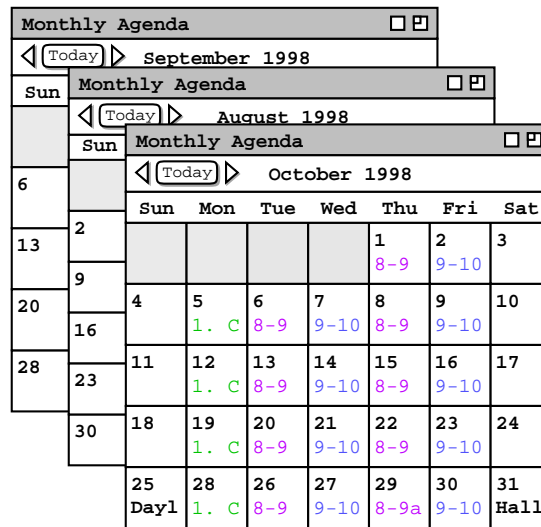 Monthly Agenda
Today September 1998
Sun
6
13
20
28
Monthly Agenda
Today August 1998
Sun
2
9
16
23
30
Monthly Agenda
Today October 1998
Sun Mon Tue Wed Thu Fri Sat
1 2 3
8-9 9-10
4 5 6 7 8 9 10
1. C 8-9 9-10 8-9 9-10
11 12 13 14 15 16 17
1. C 8-9 9-10 8-9 9-10
18 19 20 21 22 23 24
1. C 8-9 9-10 8-9 9-10
25 28 26 27 29 30 31
Dayl 1. C 8-9 9-10 8-9a 9-10 Hall